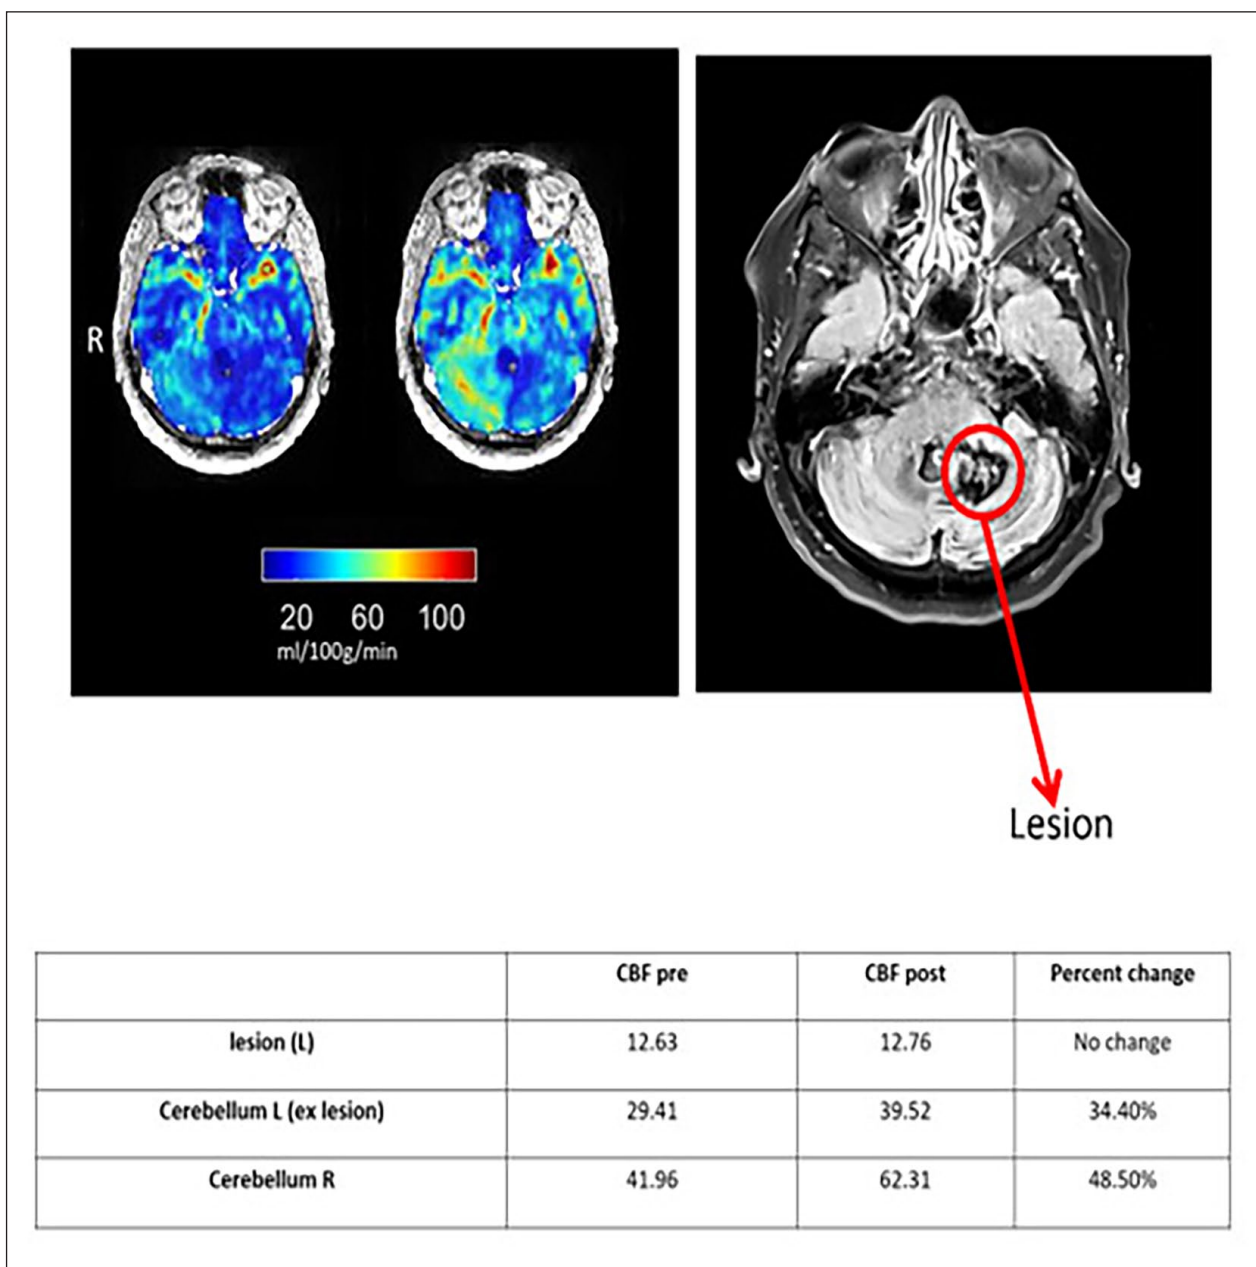 R
20 60 100
ml/100g/min
Lesion
CBF pre CBF post Percent change
lesion (L) 12.63 12.76 No change
Cerebellum L (ex lesion) 29.41 39.52 34.40%
Cerebellum R 41.96 62.31 48.50%